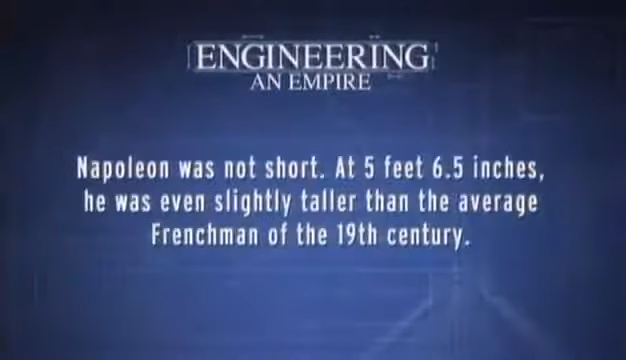 ENGINEERING
AN EMPIRE
Napoleon was not short. At 5 feet 6.5 inches,
he was even slightly taller than the average
Frenchman of the 19th century.